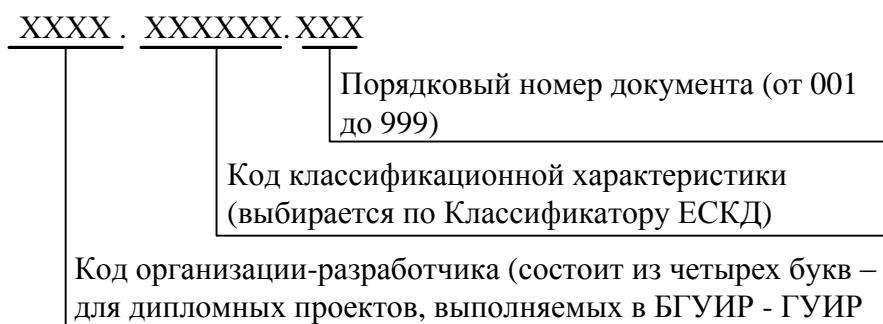 XXXX . XXXXXX.XXX
Порядковый номер документа (от 001
до 999)
Код классификационной характеристики
(выбирается по Классификатору ЕСКД)
Код организации-разработчика (состоит из четырех букв –
для дипломных проектов, выполняемых в БГУИР - ГУИР